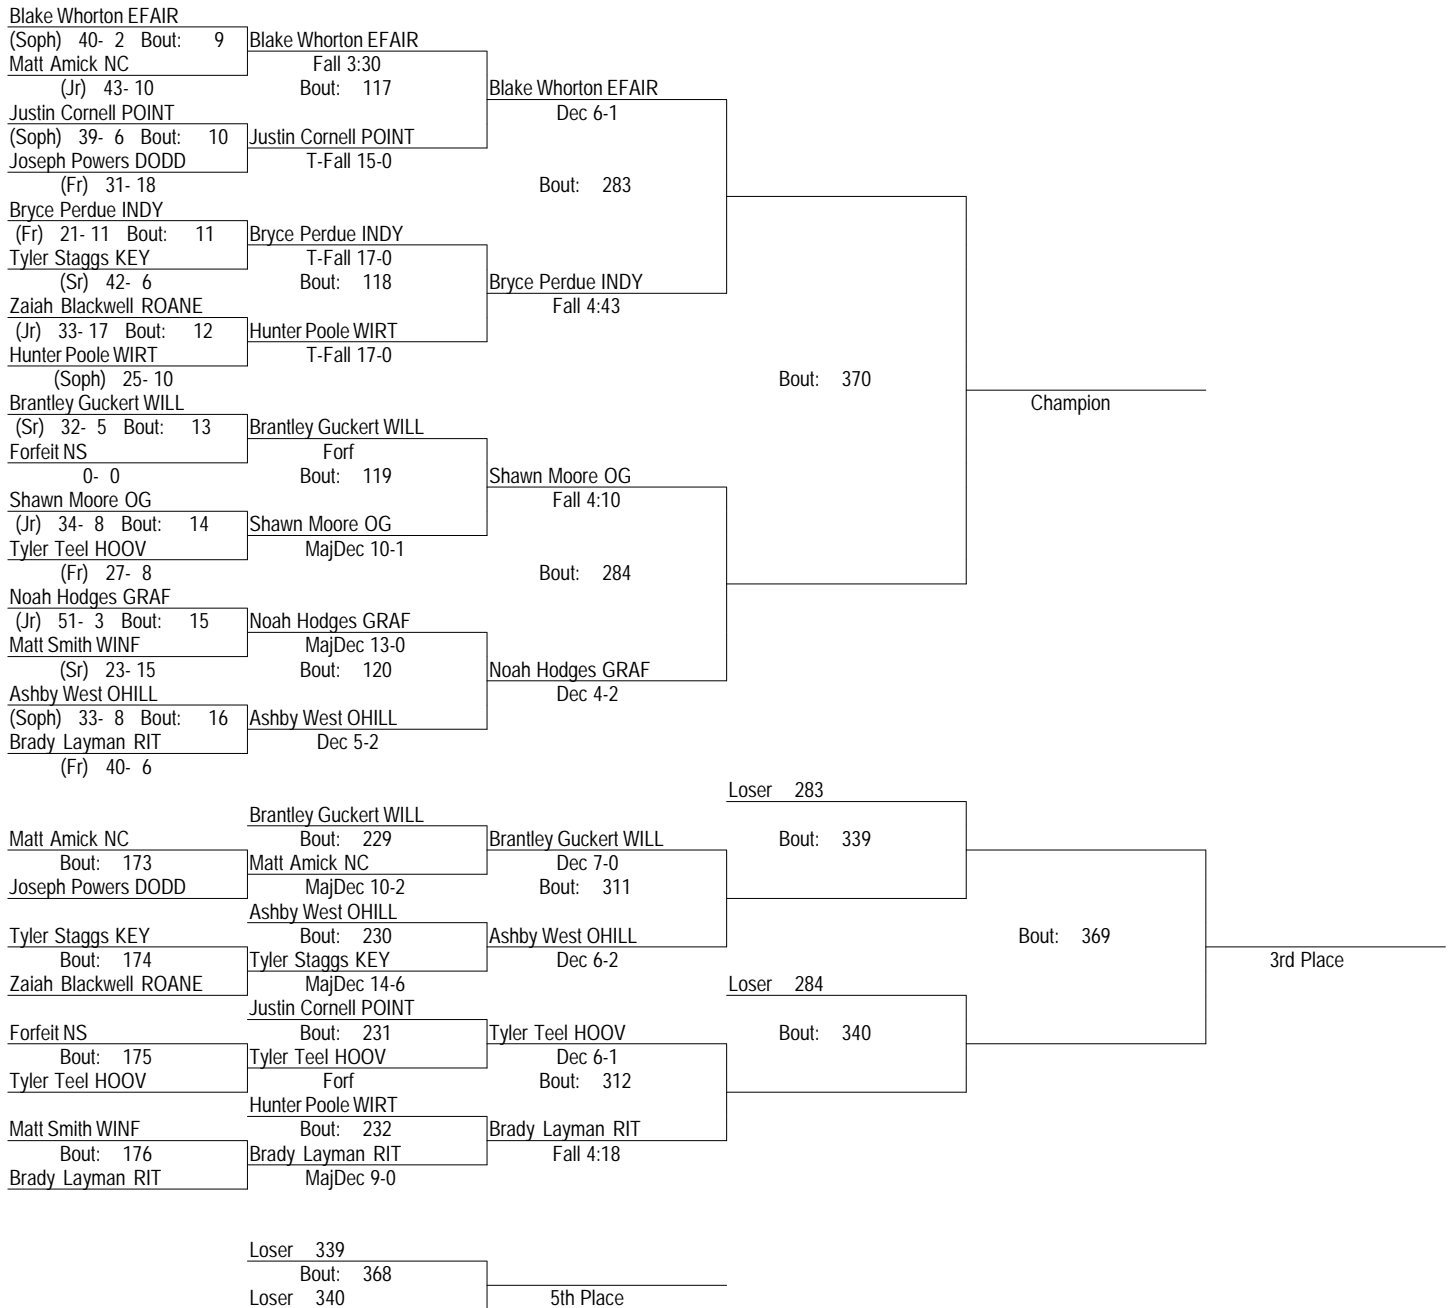 Blake Whorton EFAIR
(Soph) 40- 2 Bout: 9 Blake Whorton EFAIR
Matt Amick NC Fall 3:30
(Jr) 43- 10 Bout: 117 Blake Whorton EFAIR
Justin Cornell POINT Dec 6-1
(Soph) 39- 6 Bout: 10 Justin Cornell POINT
Joseph Powers DODD T-Fall 15-0
(Fr) 31- 18 Bout: 283
Bryce Perdue INDY
(Fr) 21- 11 Bout: 11 Bryce Perdue INDY
Tyler Staggs KEY T-Fall 17-0
(Sr) 42- 6 Bout: 118 Bryce Perdue INDY
Zaiah Blackwell ROANE Fall 4:43
(Jr) 33- 17 Bout: 12 Hunter Poole WIRT
Hunter Poole WIRT T-Fall 17-0
(Soph) 25- 10 Bout: 370
Brantley Guckert WILL Champion
(Sr) 32- 5 Bout: 13 Brantley Guckert WILL
Forfeit NS Forf
0- 0 Bout: 119 Shawn Moore OG
Shawn Moore OG Fall 4:10
(Jr) 34- 8 Bout: 14 Shawn Moore OG
Tyler Teel HOOV MajDec 10-1
(Fr) 27- 8 Bout: 284
Noah Hodges GRAF
(Jr) 51- 3 Bout: 15 Noah Hodges GRAF
Matt Smith WINF MajDec 13-0
(Sr) 23- 15 Bout: 120 Noah Hodges GRAF
Ashby West OHILL Dec 4-2
(Soph) 33- 8 Bout: 16 Ashby West OHILL
Brady Layman RIT Dec 5-2
(Fr) 40- 6
Loser 283
Brantley Guckert WILL
Matt Amick NC Bout: 229 Brantley Guckert WILL Bout: 339
Bout: 173 Matt Amick NC Dec 7-0
Joseph Powers DODD MajDec 10-2 Bout: 311
Ashby West OHILL
Tyler Staggs KEY Bout: 230 Ashby West OHILL Bout: 369
Bout: 174 Tyler Staggs KEY Dec 6-2 3rd Place
Zaiah Blackwell ROANE MajDec 14-6 Loser 284
Justin Cornell POINT
Forfeit NS Bout: 231 Tyler Teel HOOV Bout: 340
Bout: 175 Tyler Teel HOOV Dec 6-1
Tyler Teel HOOV Forf Bout: 312
Hunter Poole WIRT
Matt Smith WINF Bout: 232 Brady Layman RIT
Bout: 176 Brady Layman RIT Fall 4:18
Brady Layman RIT MajDec 9-0
Loser 339
Bout: 368
Loser 340 5th Place